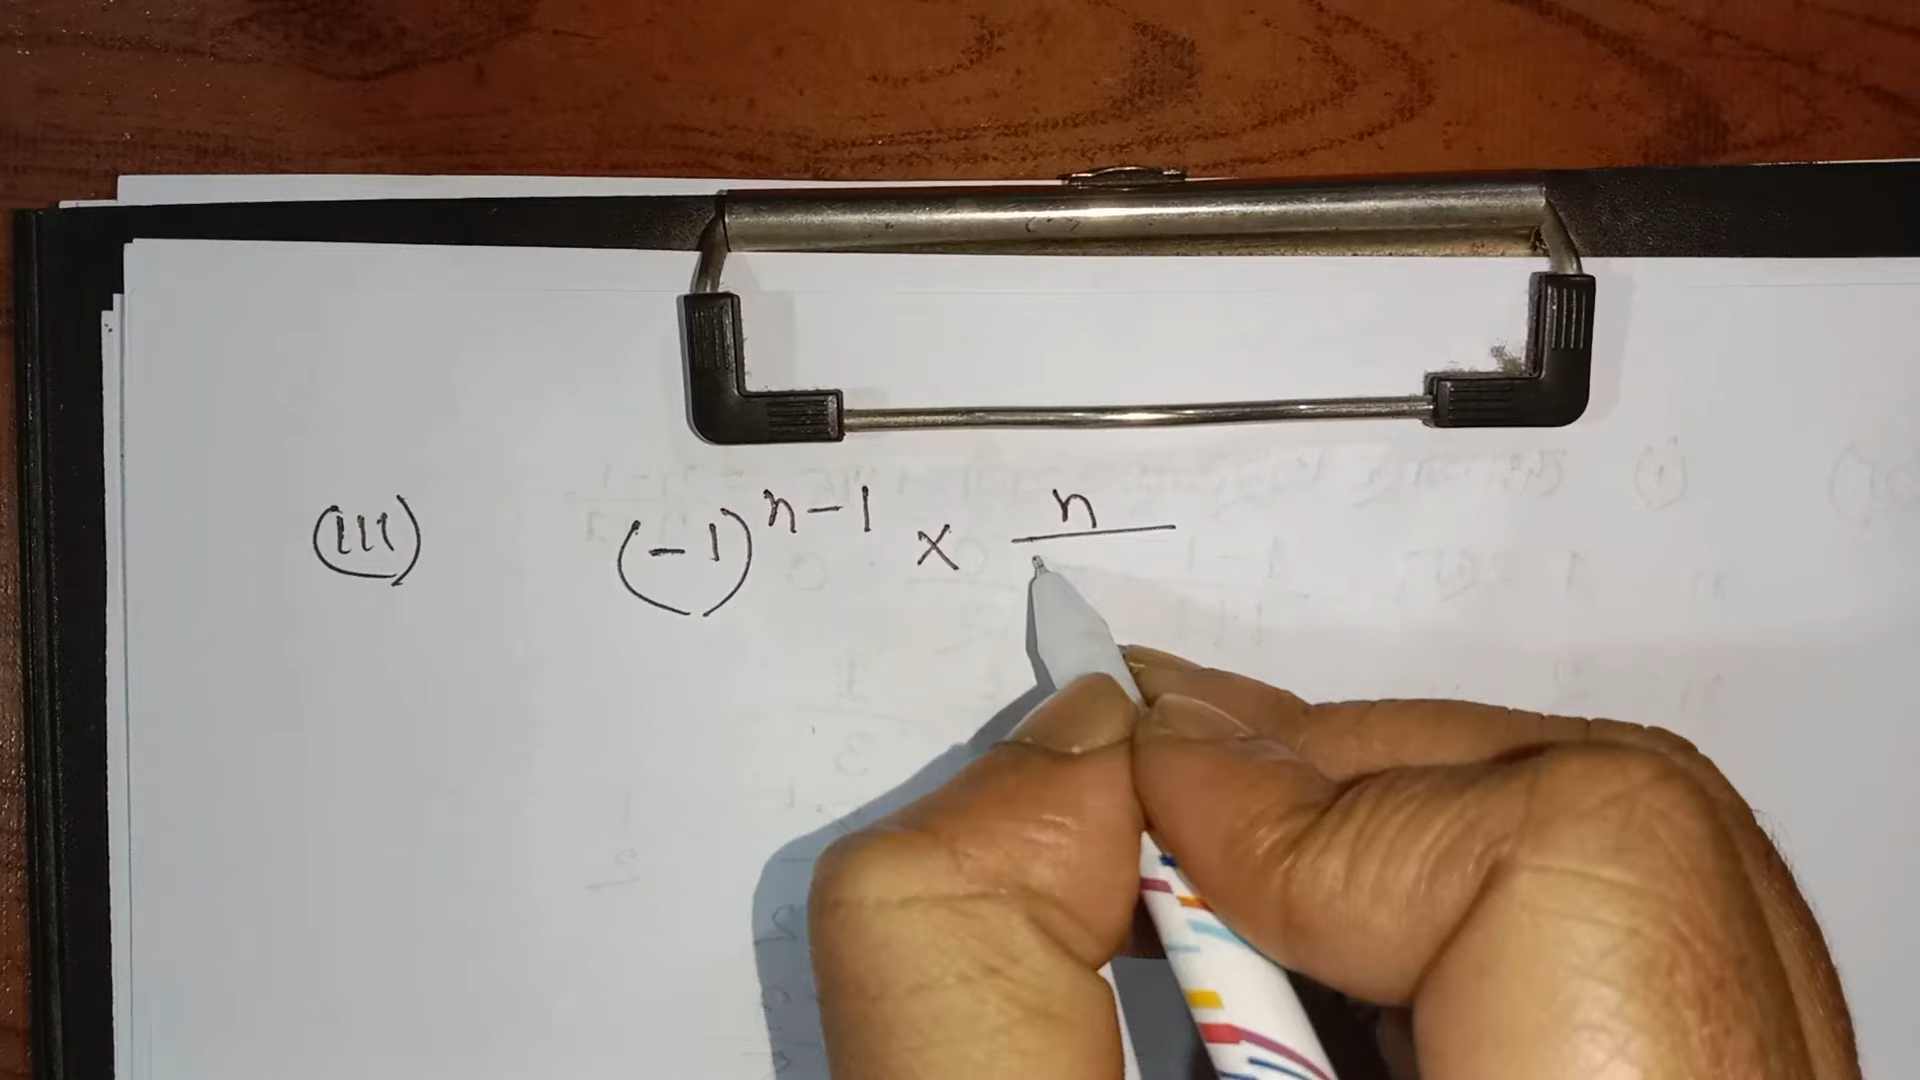 (iii) (-1)^{n-1} × n/